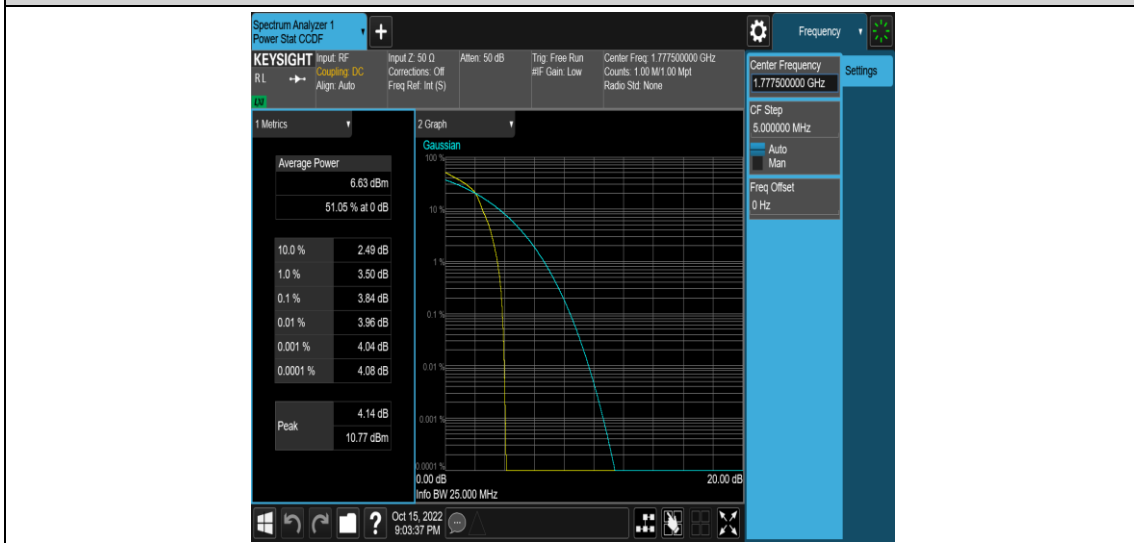 Spectrum Analyzer 1
Power Stat CCDF
+
Frequency
KEYSIGHT
Input: RF
Coupling: DC
Align: Auto
RL
LXI
Input Z: 50 Ω
Corrections: Off
Freq Ref: Int (S)
Atten: 50 dB
Trig: Free Run
#IF Gain: Low
Center Freq: 1.777500000 GHz
Counts: 1.00 M/1.00 Mpt
Radio Std: None
Center Frequency
1.777500000 GHz
Settings
CF Step
5.000000 MHz
Auto
Man
Freq Offset
0 Hz
1 Metrics
Average Power
6.63 dBm
51.05 % at 0 dB
10.0 % 2.49 dB
1.0 % 3.50 dB
0.1 % 3.84 dB
0.01 % 3.96 dB
0.001 % 4.04 dB
0.0001 % 4.08 dB
Peak
4.14 dB
10.77 dBm
2 Graph
Gaussian
100 %
10 %
1 %
0.1 %
0.01 %
0.001 %
0.0001 %
0.00 dB 20.00 dB
Info BW 25.000 MHz
?
Oct 15, 2022
9:03:37 PM